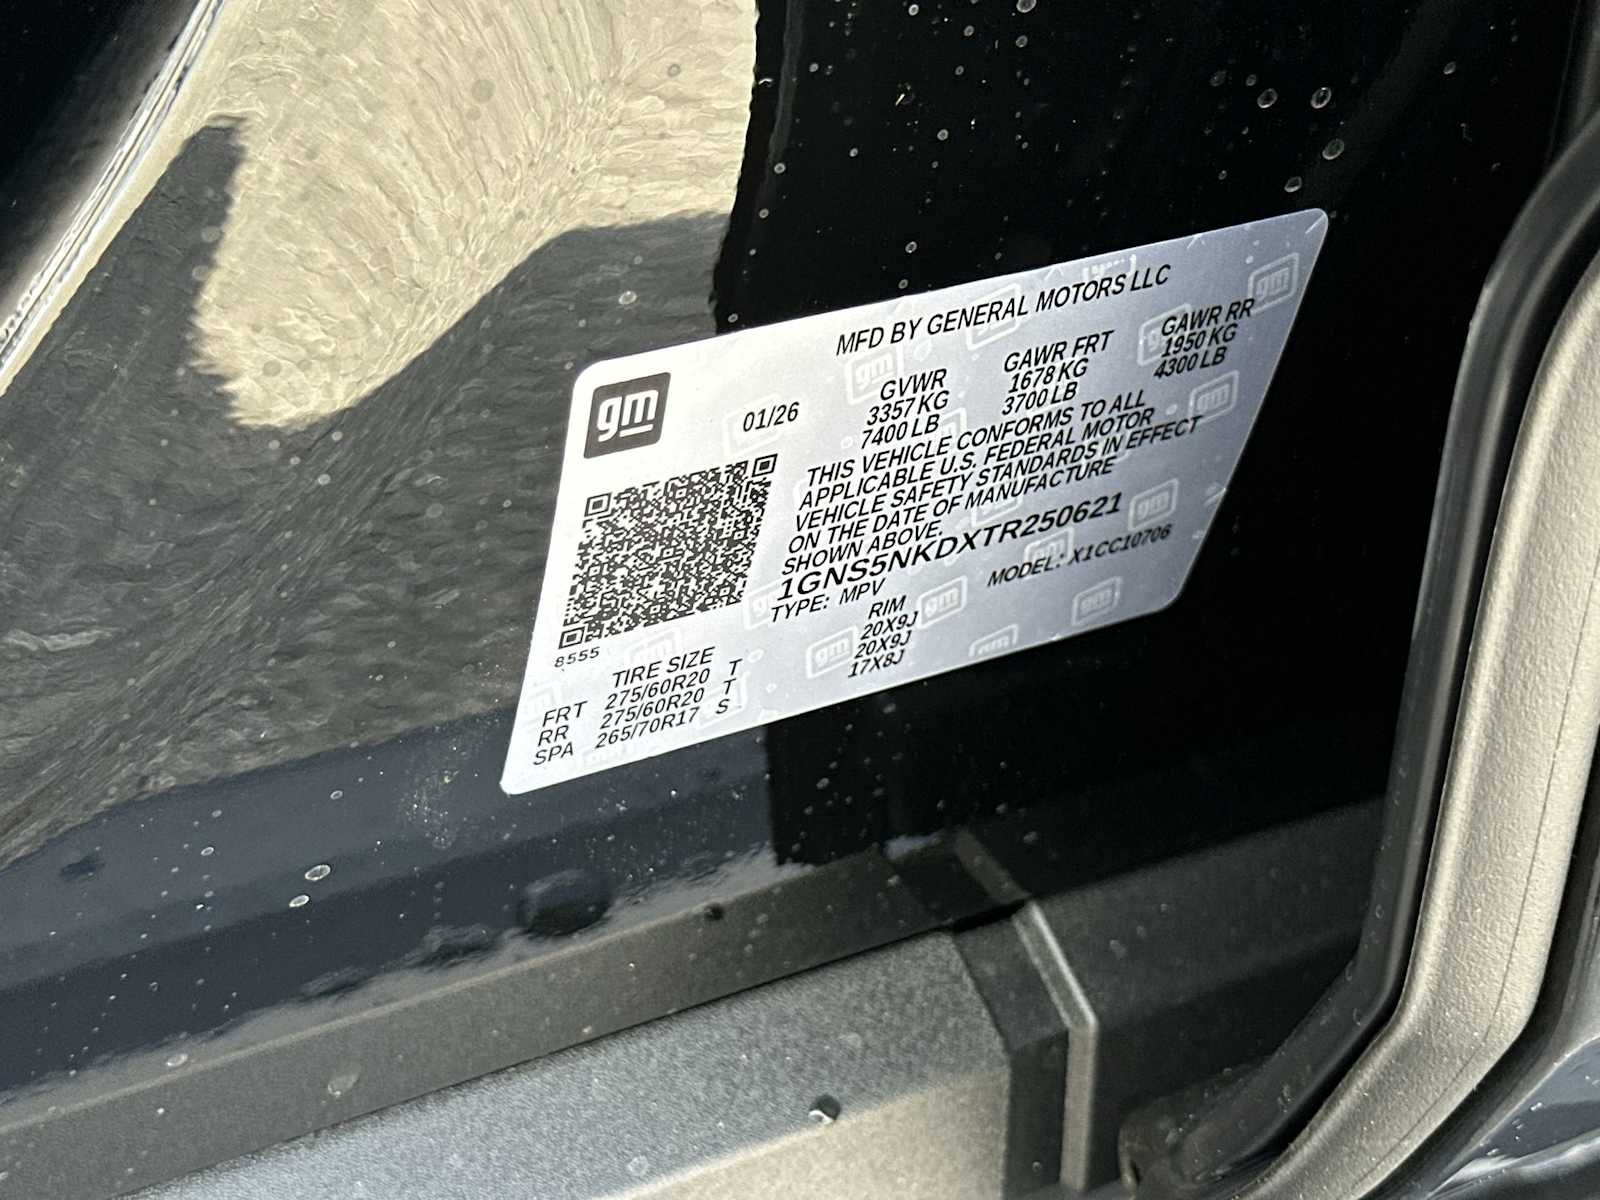 MFD BY GENERAL MOTORS LLC
gm
01/26
GVWR GAWR FRT GAWR RR
3357 KG 1678 KG 1950 KG
7400 LB 3700 LB 4300 LB
THIS VEHICLE CONFORMS TO ALL
APPLICABLE U.S. FEDERAL MOTOR
VEHICLE SAFETY STANDARDS IN EFFECT
ON THE DATE OF MANUFACTURE
SHOWN ABOVE.
1GNS5NKDXTR250621
TYPE: MPV MODEL: X1CC10706
8555
TIRE SIZE RIM
FRT 275/60R20 T 20X9J
RR 275/60R20 T 20X9J
SPA 265/70R17 S 17X8J